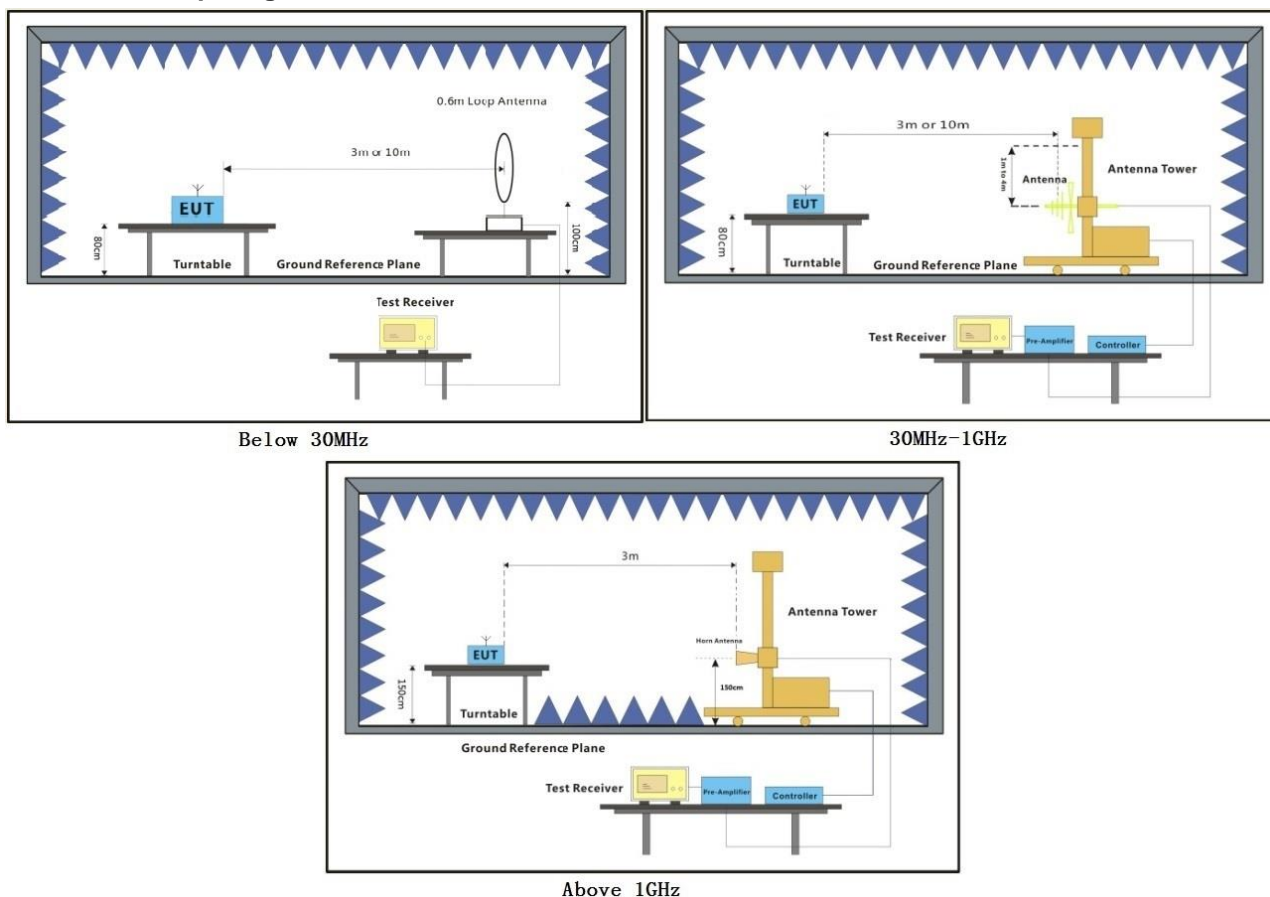 0.6m Loop Antenna
3m or 10m
EUT
80cm
100cm
Turntable
Ground Reference Plane
Test Receiver
Below 30MHz
3m or 10m
1m to 4m
Antenna
Antenna Tower
EUT
80cm
Turntable
Ground Reference Plane
Test Receiver
Pre-Amplifier
Controller
30MHz-1GHz
3m
Antenna Tower
Horn Antenna
EUT
150cm
150cm
Turntable
Ground Reference Plane
Test Receiver
Pre-Amplifier
Controller
Above 1GHz